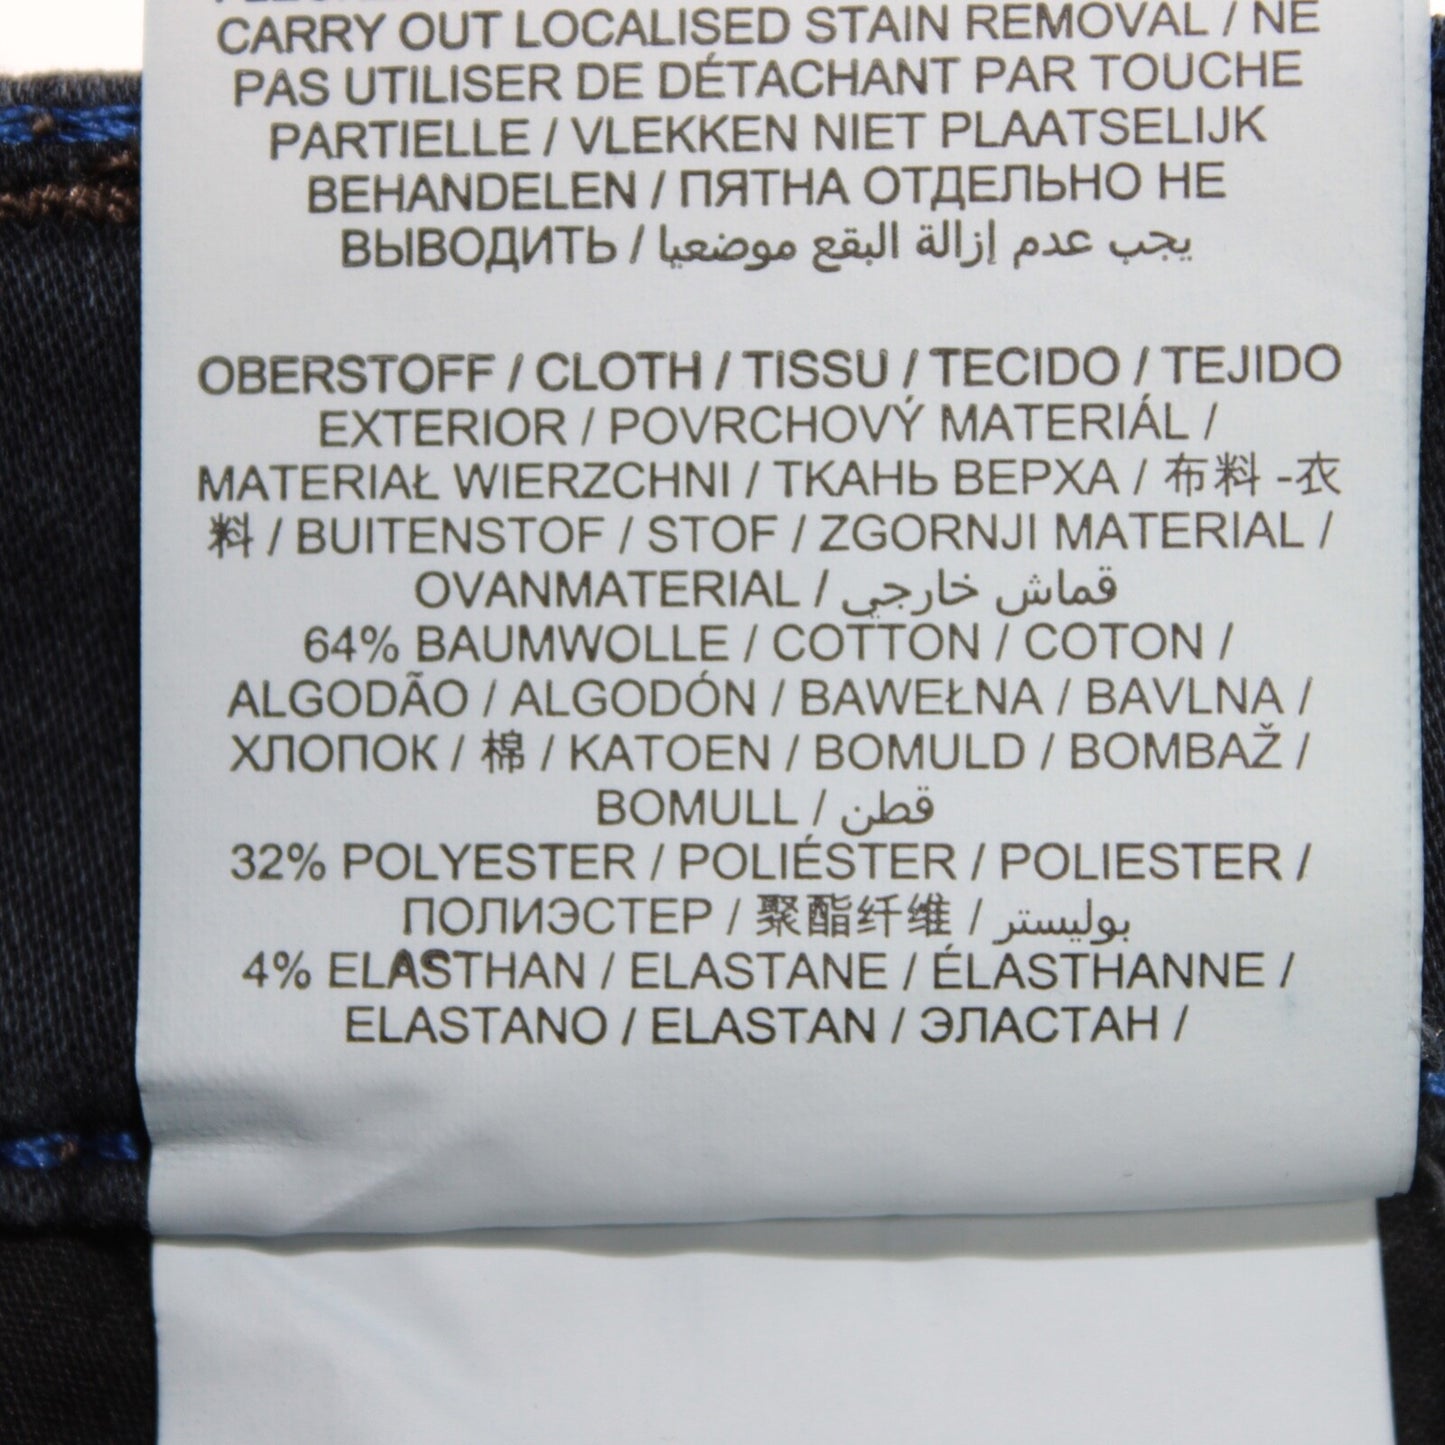 CARRY OUT LOCALISED STAIN REMOVAL / NE
PAS UTILISER DE DÉTACHANT PAR TOUCHE
PARTIELLE / VLEKKEN NIET PLAATSELIJK
BEHANDELEN / ПЯТНА ОТДЕЛЬНО НЕ
ВЫВОДИТЬ / يجب عدم إزالة البقع موضعيا
OBERSTOFF / CLOTH / TISSU / TECIDO / TEJIDO
EXTERIOR / POVRCHOVÝ MATERIÁL /
MATERIAŁ WIERZCHNI / ТКАНЬ ВЕРХА / 布料 -衣
料 / BUITENSTOF / STOF / ZGORNJI MATERIAL /
OVANMATERIAL / قماش خارجي
64% BAUMWOLLE / COTTON / COTON /
ALGODÃO / ALGODÓN / BAWEŁNA / BAVLNA /
ХЛОПОК / 棉 / KATOEN / BOMULD / BOMBAŽ /
BOMULL / قطن
32% POLYESTER / POLIÉSTER / POLIESTER /
ПОЛИЭСТЕР / 聚酯纤维 / بوليستر
4% ELASTHAN / ELASTANE / ÉLASTHANNE /
ELASTANO / ELASTAN / ЭЛАСТАН /